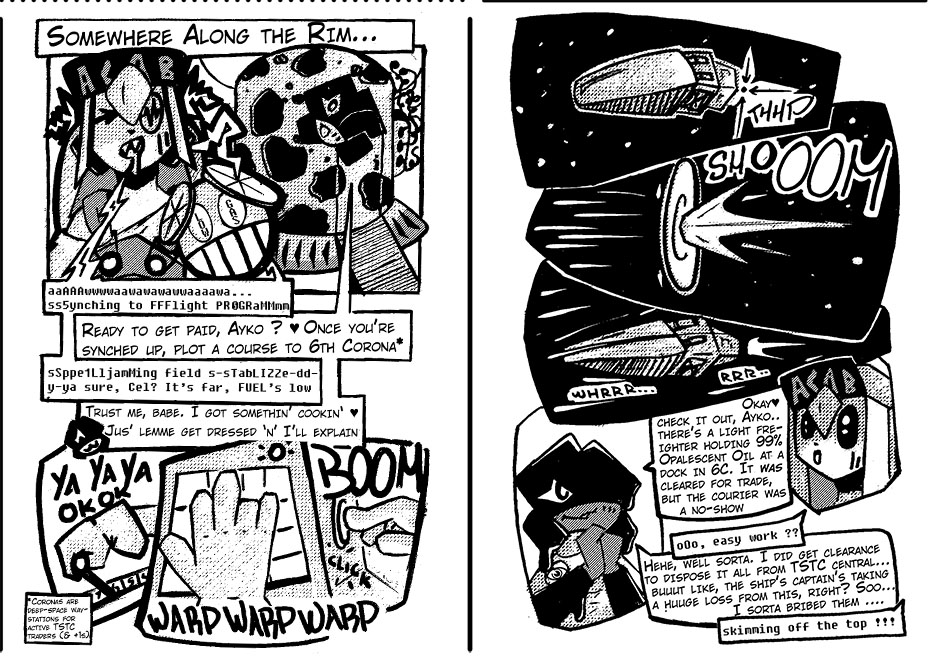 Somewhere Along the Rim...
ACAB
aaAAAwwwwaawawawawwaaaawa...
ss5ynching to FFFlight PR0GRaMMmm
Ready to get paid, Ayko ? ♥ Once you're
synched up, plot a course to 6th Corona*
sSppe1LljamMing field s-sTabLIZZe-dd-
y-ya sure, Cel? It's far, FUEL's low
Trust me, babe. I got somethin' cookin' ♥
Jus' lemme get dressed 'n' I'll explain
YA YA YA
OK OK
BOOM
CLICK
WARP WARP WARP
*Coronas are
deep-space way-
stations for
active TSTC
traders (& +1s)
THHP
SHOOOOM
WHRRR...
RRR..
ACAB
Okay♥
check it out, Ayko..
there's a light fre-
ighter holding 99%
Opalescent Oil at a
dock in 6C. It was
cleared for trade,
but the courier was
a no-show
oOo, easy work ??
Hehe, well sorta. I did get clearance
to dispose it all from TSTC central...
buuut like, the ship's captain's taking
a huuge loss from this, right? Soo...
I sorta bribed them ....
skimming off the top !!!